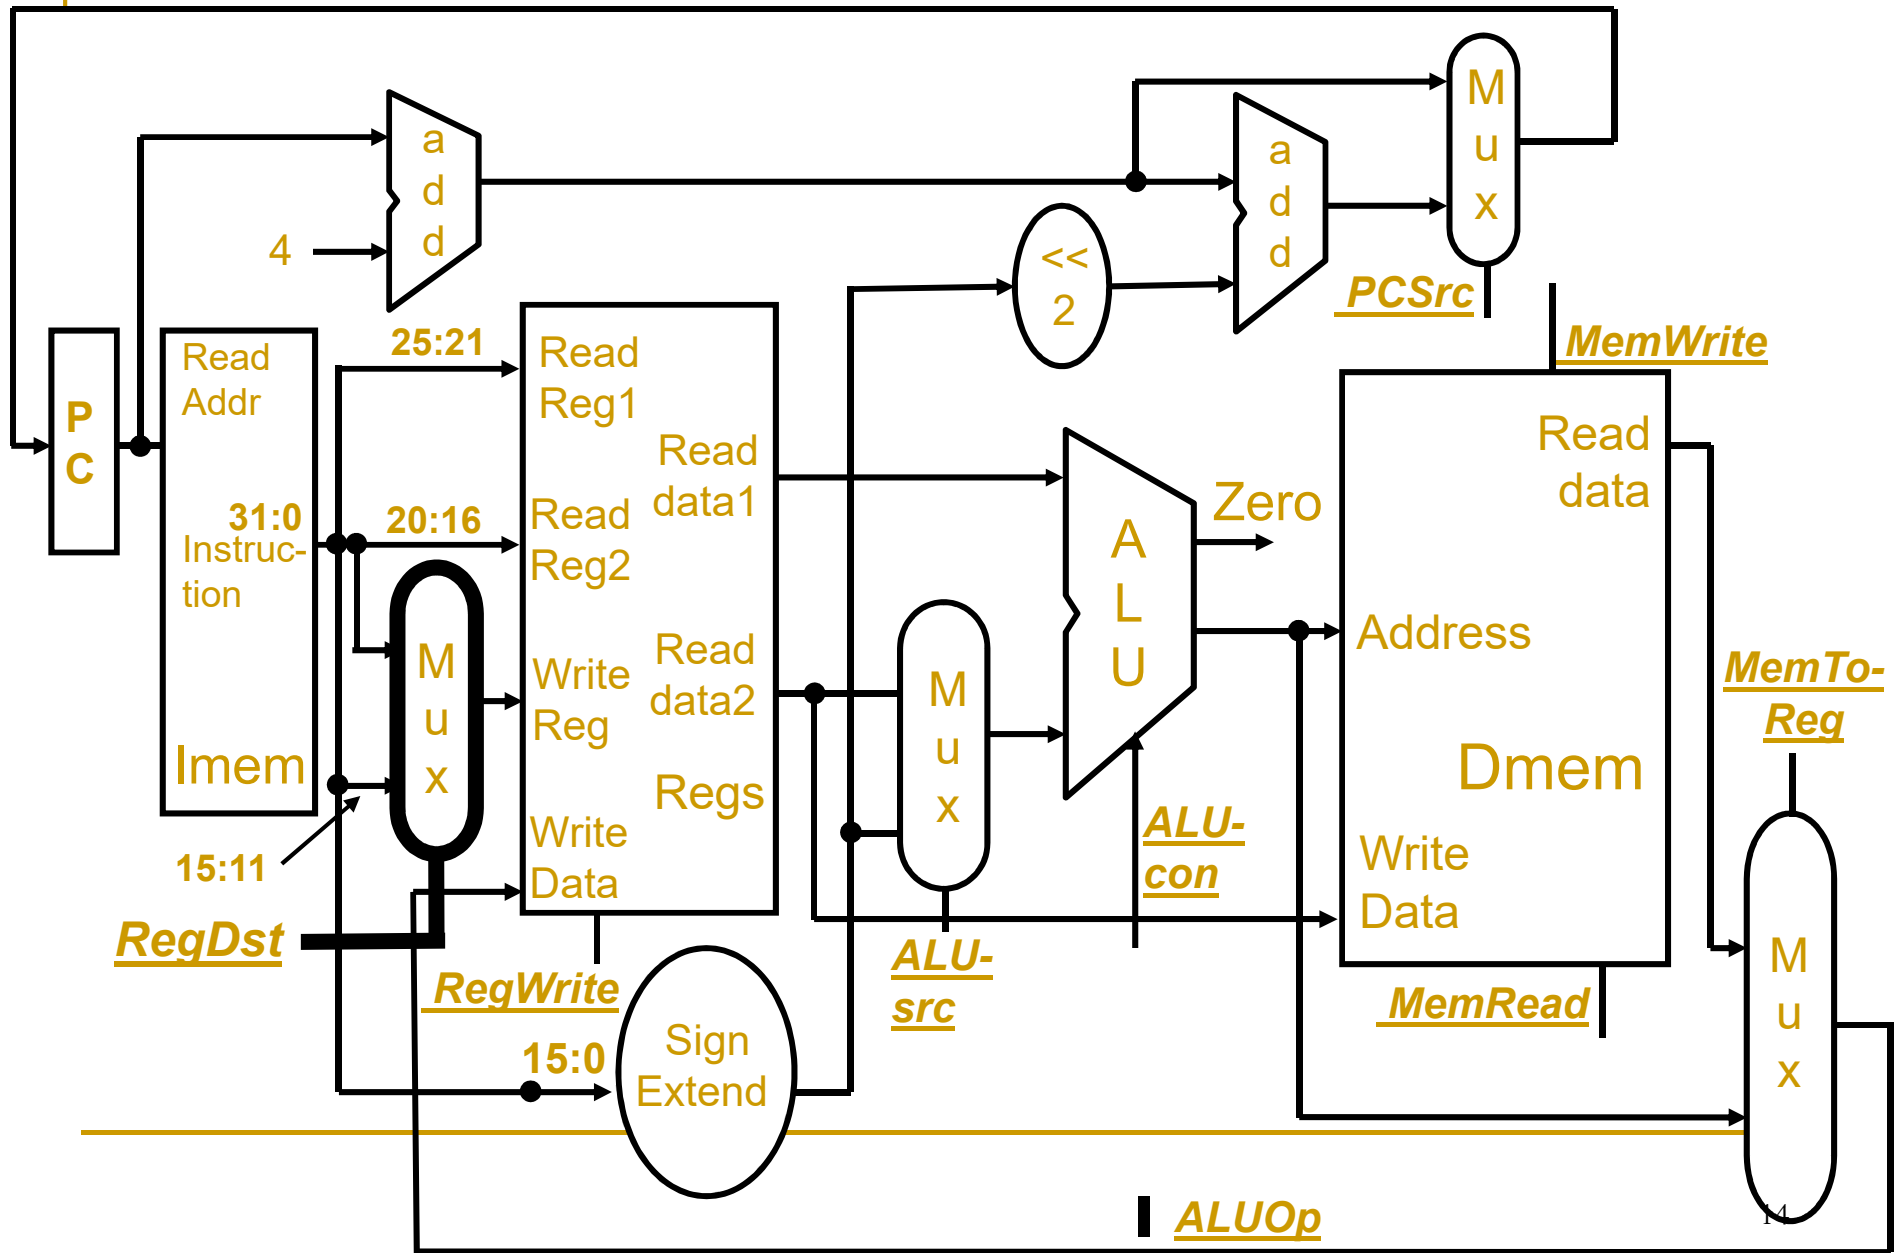 M
u
x
a
d
d
4
a
d
d
<<
2
PCSrc
MemWrite
P
C
Read
Addr
31:0
Instruc-
tion
Imem
25:21
20:16
15:11
M
u
x
RegDst
Read
Reg1
Read
data1
Read
Reg2
Write
Reg
Read
data2
Regs
Write
Data
RegWrite
15:0
Sign
Extend
M
u
x
ALU-
src
A
L
U
Zero
ALU-
con
Read
data
Address
Dmem
Write
Data
MemRead
MemTo-
Reg
M
u
x
14
ALUOp